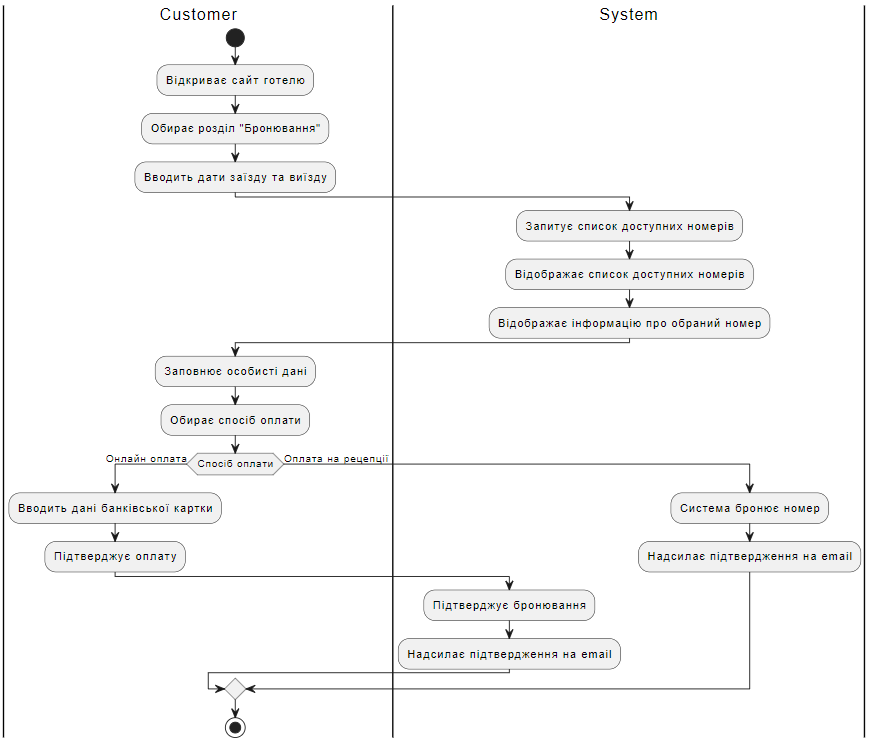 Customer
System
Відкриває сайт готелю
Обирає розділ "Бронювання"
Вводить дати заїзду та виїзду
Запитує список доступних номерів
Відображає список доступних номерів
Відображає інформацію про обраний номер
Заповнює особисті дані
Обирає спосіб оплати
Онлайн оплата
Спосіб оплати
Оплата на рецепції
Вводить дані банківської картки
Система бронює номер
Підтверджує оплату
Надсилає підтвердження на email
Підтверджує бронювання
Надсилає підтвердження на email